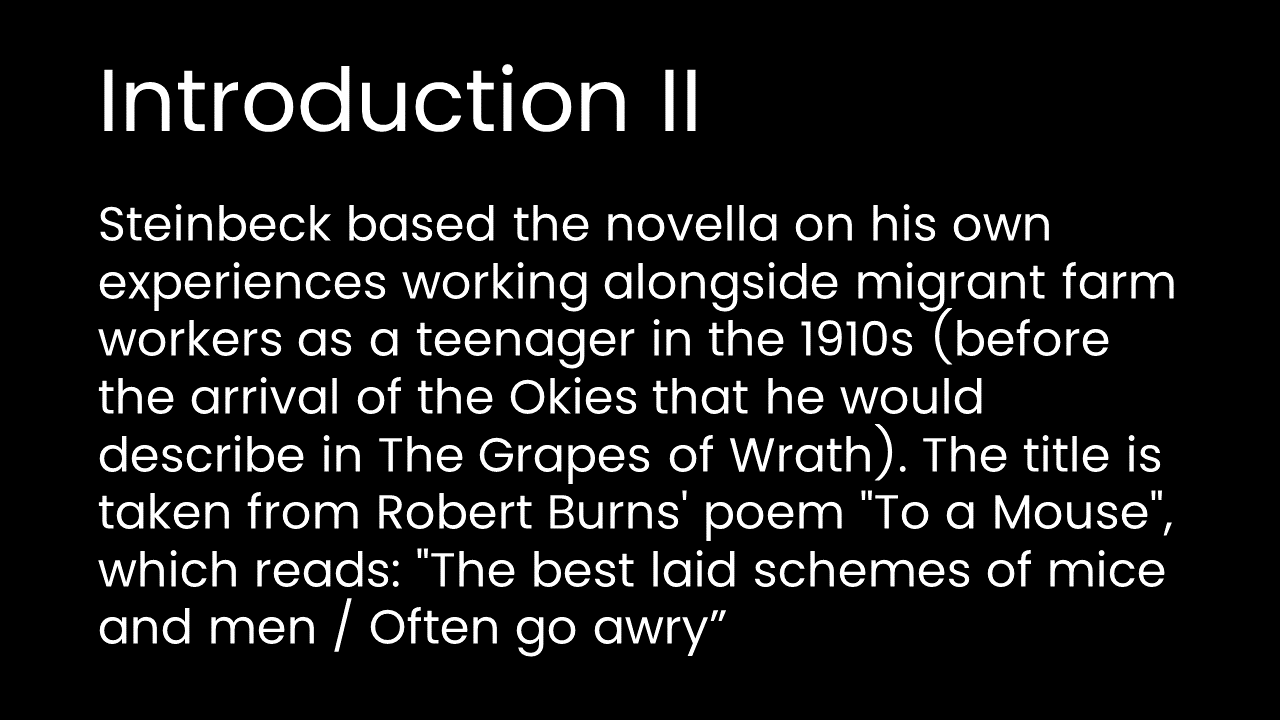 Introduction II
Steinbeck based the novella on his own
experiences working alongside migrant farm
workers as a teenager in the 1910s (before
the arrival of the Okies that he would
describe in The Grapes of Wrath). The title is
taken from Robert Burns' poem "To a Mouse",
which reads: "The best laid schemes of mice
and men / Often go awry”